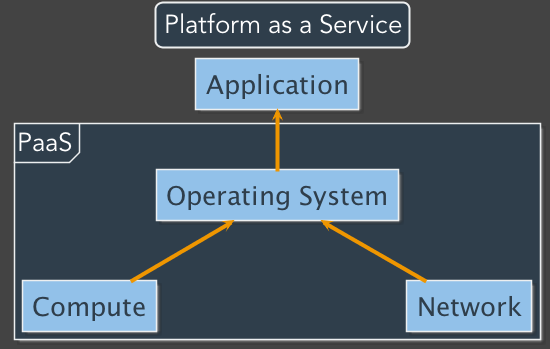 Platform as a Service
Application
PaaS
Operating System
Compute
Network